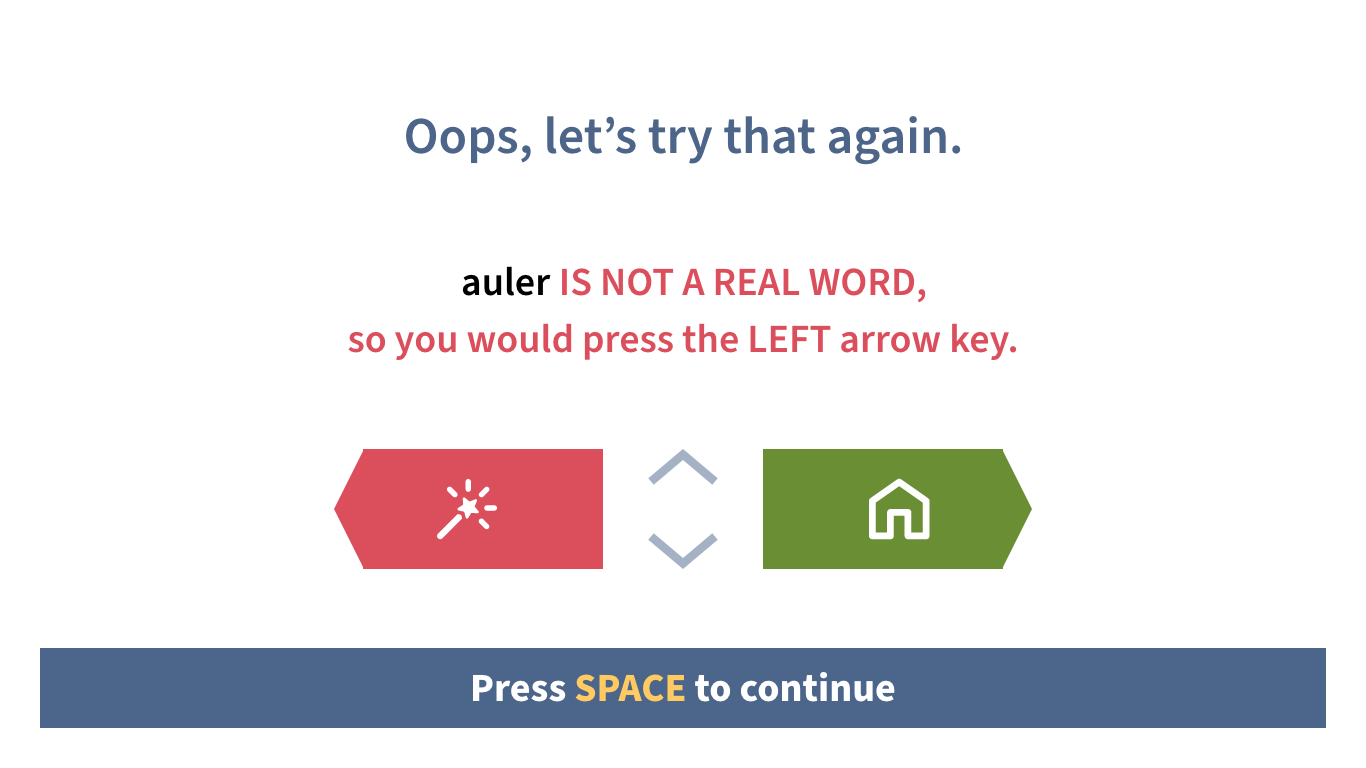 Oops, let’s try that again.
auler IS NOT A REAL WORD,
so you would press the LEFT arrow key.
Press SPACE to continue